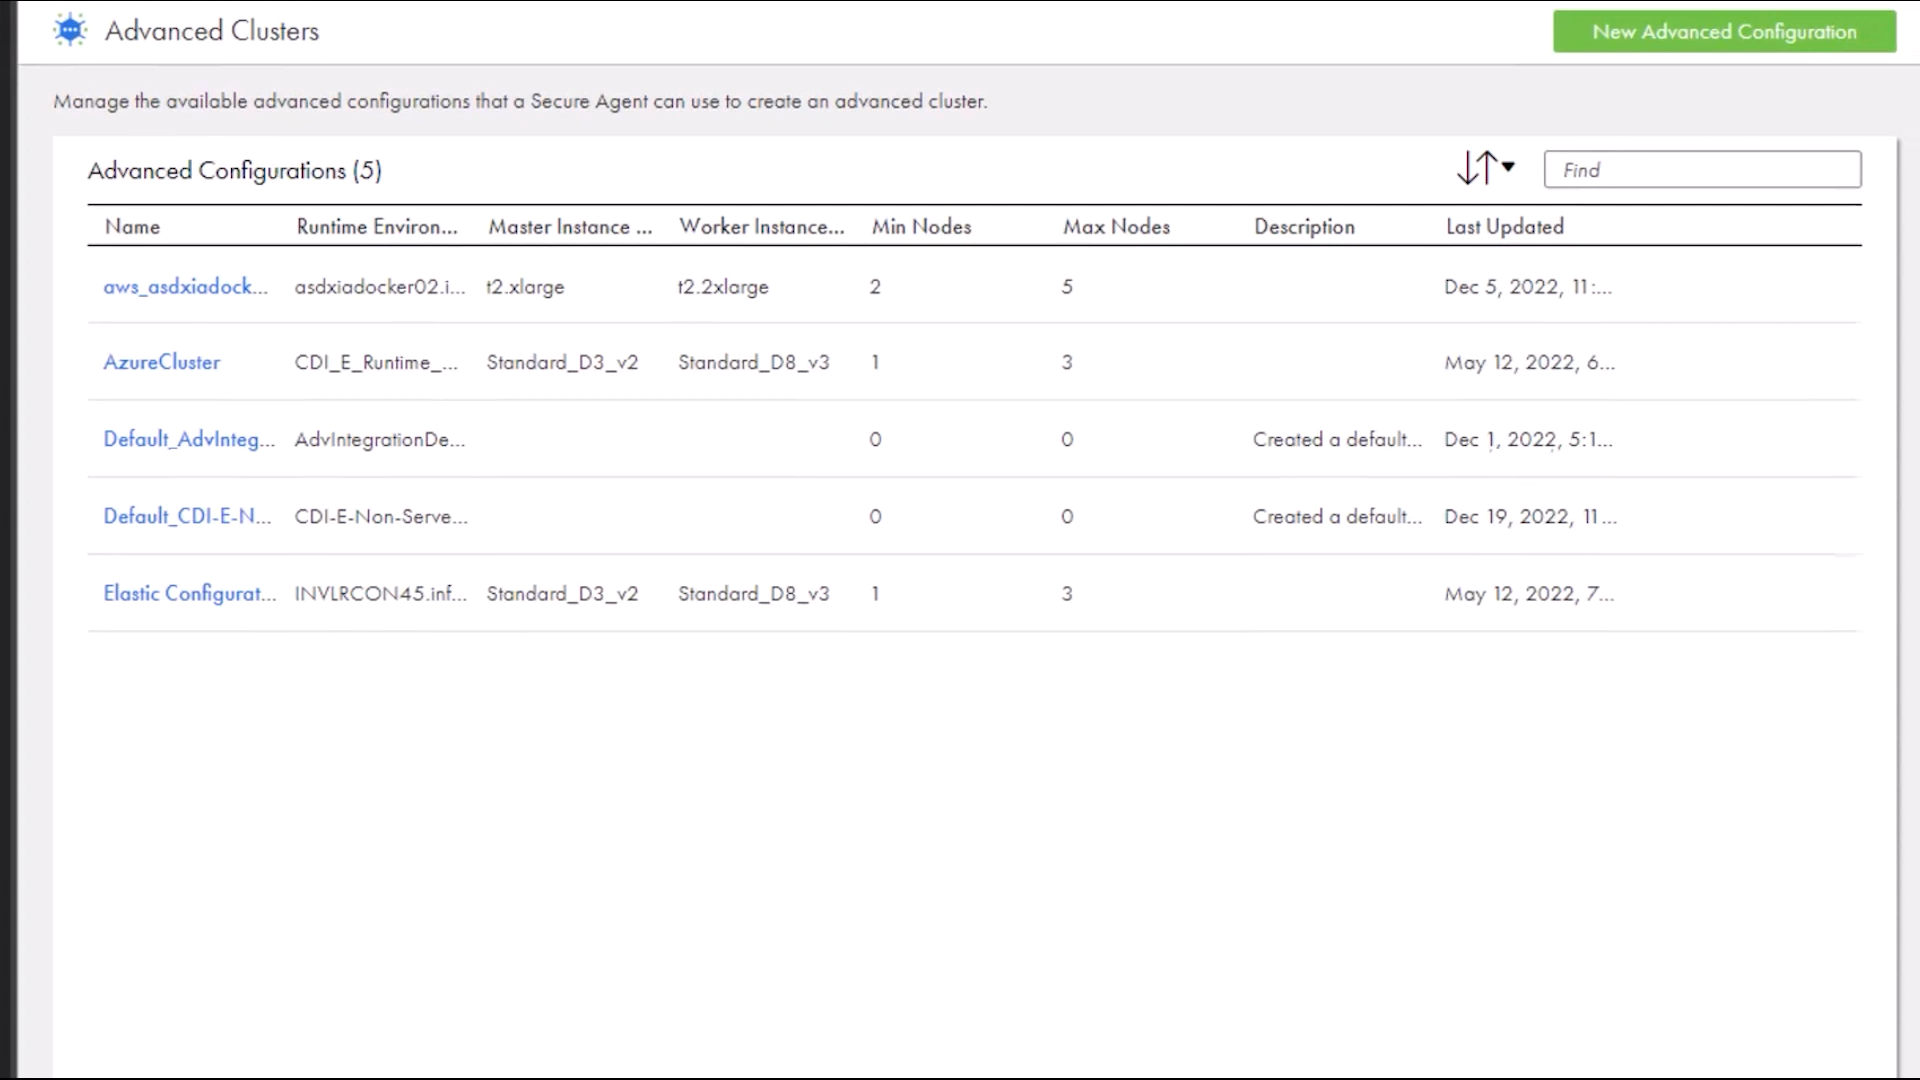 Advanced Clusters
New Advanced Configuration
Manage the available advanced configurations that a Secure Agent can use to create an advanced cluster.
Advanced Configurations (5)
Find
Name Runtime Environ... Master Instance ... Worker Instance... Min Nodes Max Nodes Description Last Updated
aws_asdxiadock... asdxiadocker02.i... t2.xlarge t2.2xlarge 2 5 Dec 5, 2022, 11:...
AzureCluster CDI_E_Runtime_... Standard_D3_v2 Standard_D8_v3 1 3 May 12, 2022, 6...
Default_AdvInteg... AdvIntegrationDe... 0 0 Created a default... Dec 1, 2022, 5:1...
Default_CDI-E-N... CDI-E-Non-Serve... 0 0 Created a default... Dec 19, 2022, 11...
Elastic Configurat... INVLRCON45.inf... Standard_D3_v2 Standard_D8_v3 1 3 May 12, 2022, 7...